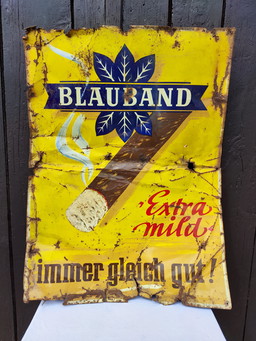 BLAUBAND
Extra
mild
immer gleich gut!